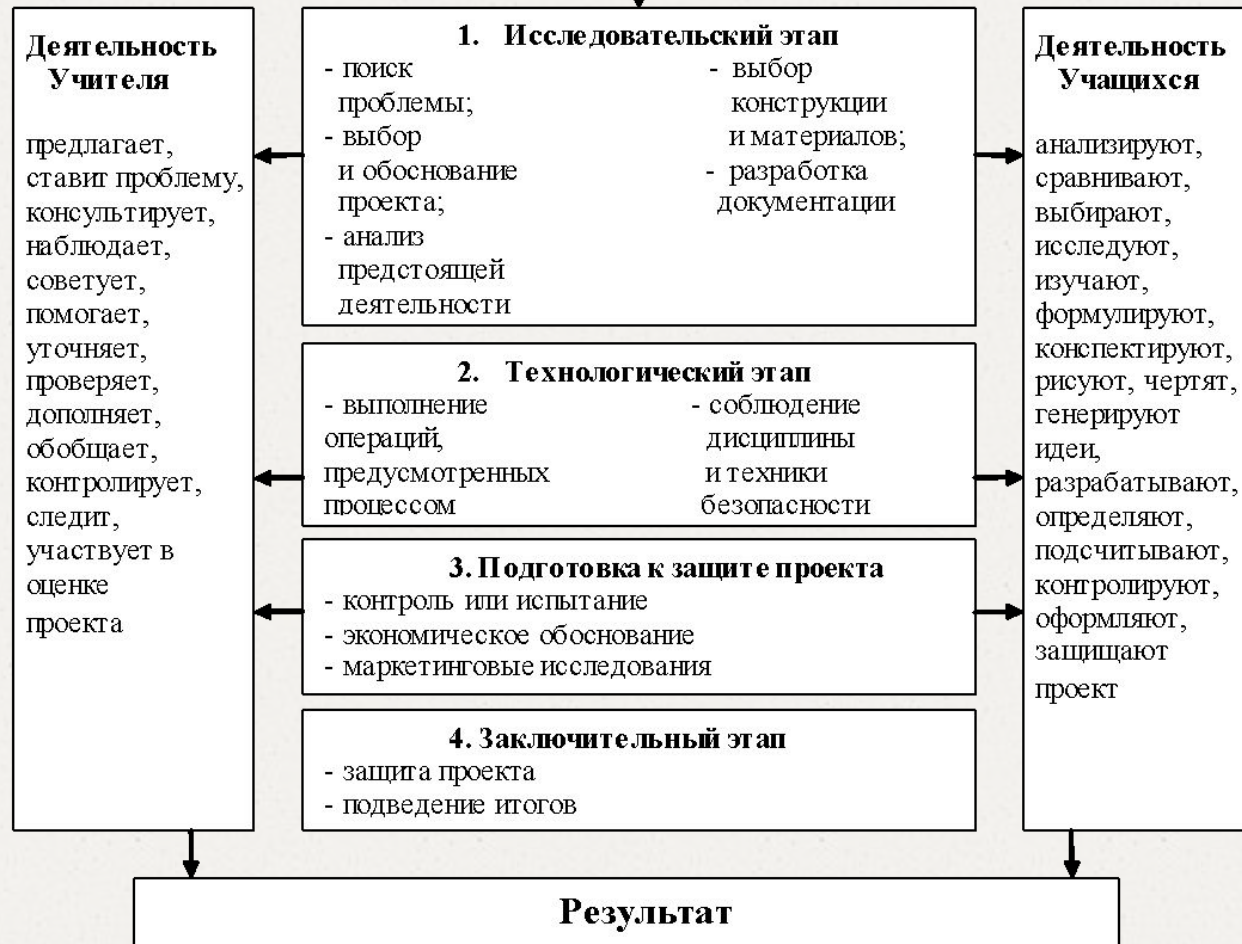 Деятельность
Учителя
предлагает,
ставит проблему,
консультирует,
наблюдает,
советует,
помогает,
уточняет,
проверяет,
дополняет,
обобщает,
контролирует,
следит,
участвует в
оценке
проекта
1. Исследовательский этап
- поиск
проблемы;
- выбор
и обоснование
проекта;
- анализ
предстоящей
деятельности
- выбор
конструкции
и материалов;
- разработка
документации
2. Технологический этап
- выполнение
операций,
предусмотренных
процессом
- соблюдение
дисциплины
и техники
безопасности
3. Подготовка к защите проекта
- контроль или испытание
- экономическое обоснование
- маркетинговые исследования
4. Заключительный этап
- защита проекта
- подведение итогов
Деятельность
Учащихся
анализируют,
сравнивают,
выбирают,
исследуют,
изучают,
формулируют,
конспектируют,
рисуют, чертят,
генерируют
идеи,
разрабатывают,
определяют,
подсчитывают,
контролируют,
оформляют,
защищают
проект
Результат